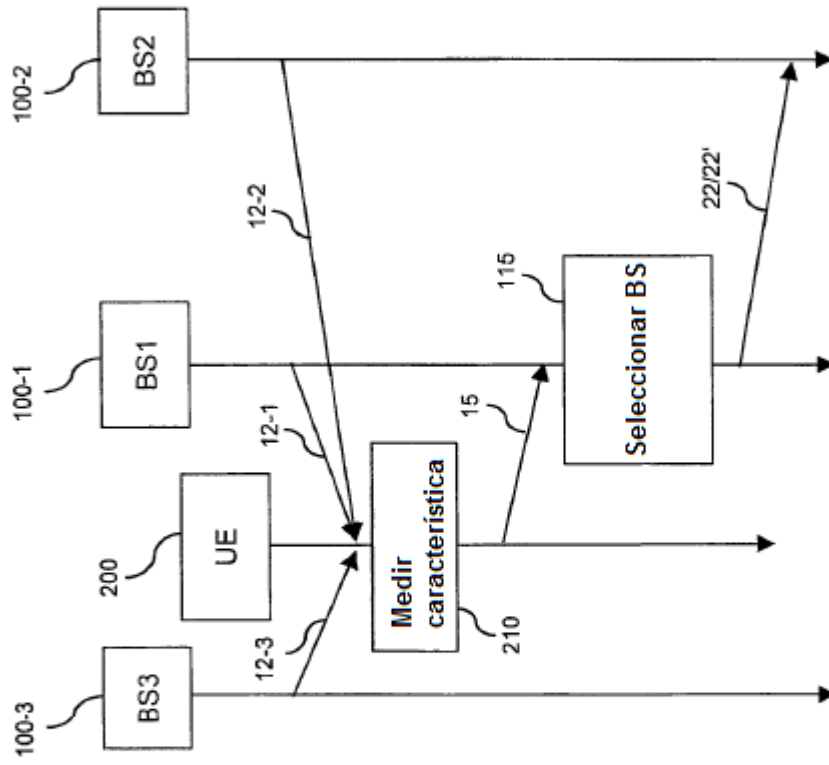 100-3
BS3
200
UE
100-1
BS1
100-2
BS2
12-3
12-1
12-2
Medir
característica
210
15
115
Seleccionar BS
22/22'